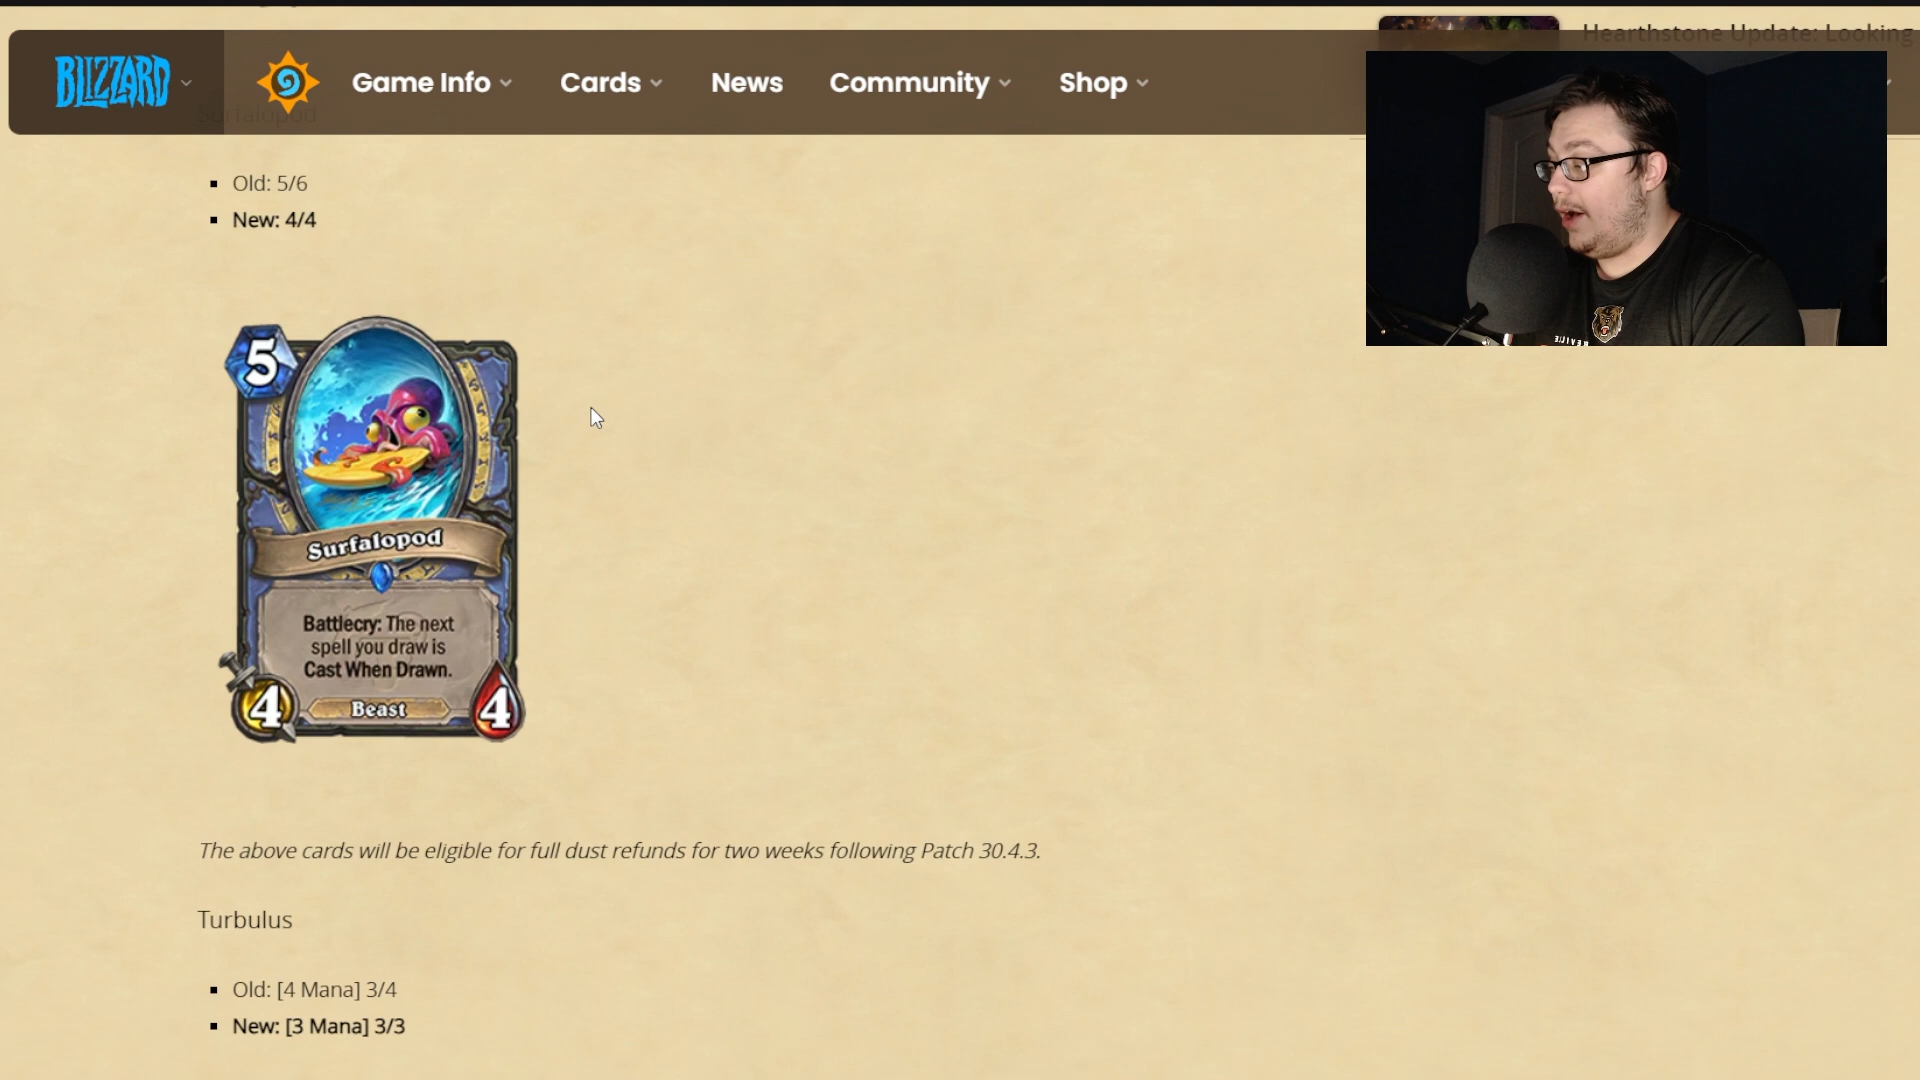 Hearthstone Update: Looking
BLIZZARD
Game Info
Cards
News
Community
Shop
Surfalopod
Old: 5/6
New: 4/4
5
Surfalopod
Battlecry: The next
spell you draw is
Cast When Drawn.
4
Beast
4
The above cards will be eligible for full dust refunds for two weeks following Patch 30.4.3.
Turbulus
Old: [4 Mana] 3/4
New: [3 Mana] 3/3